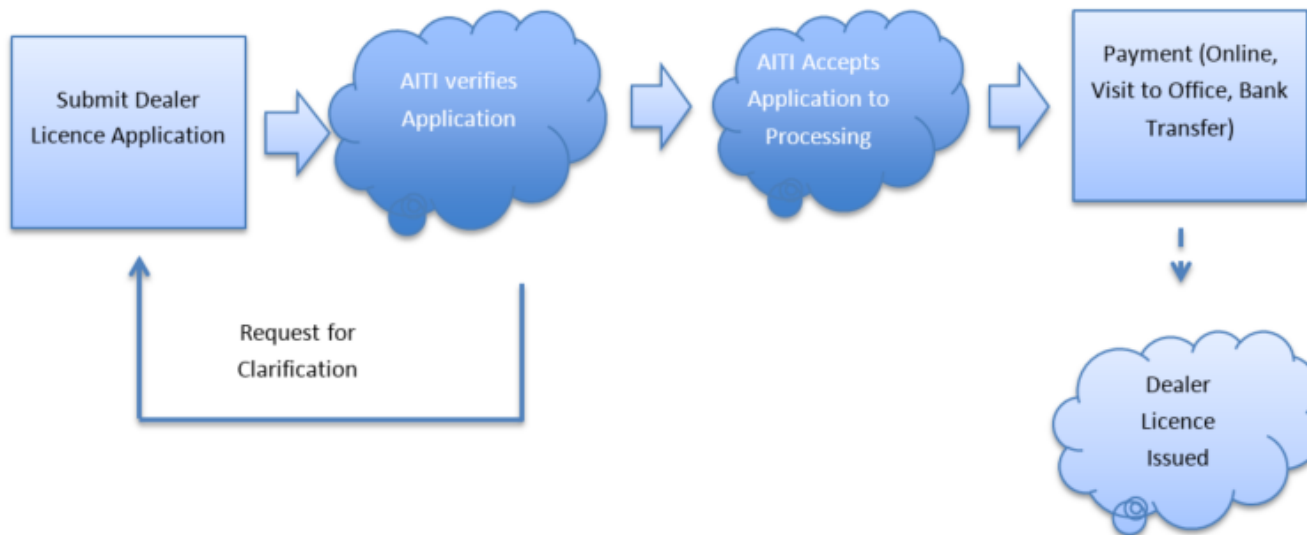 Submit Dealer
Licence Application
AITI verifies
Application
AITI Accepts
Application to
Processing
Payment (Online,
Visit to Office, Bank
Transfer)
Request for
Clarification
Dealer
Licence
Issued